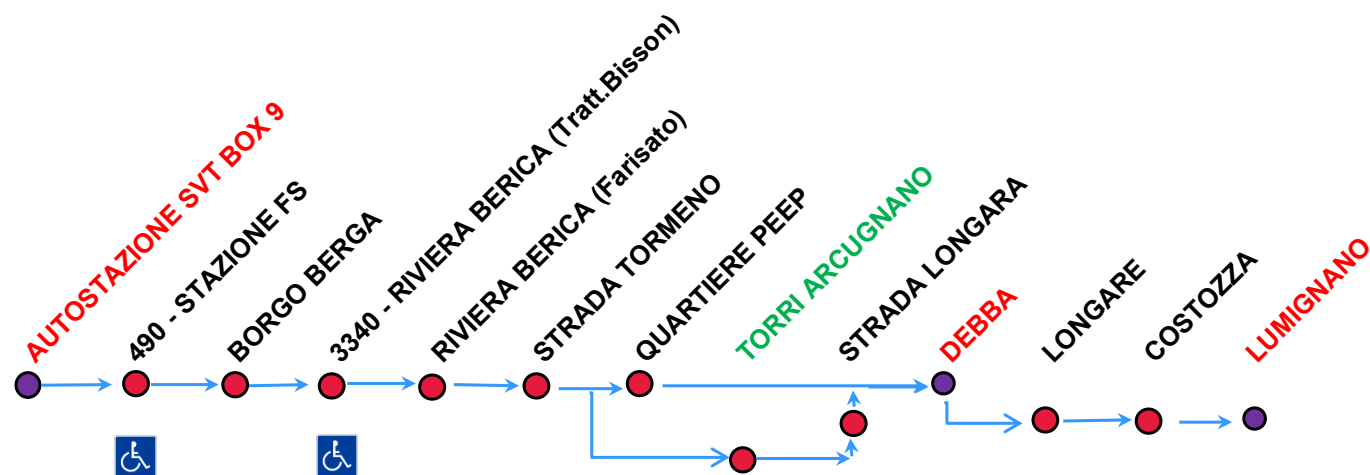 AUTOSTAZIONE SVT BOX 9
490 - STAZIONE FS
BORGO BERGA
3340 - RIVIERA BERICA (Tratt.Bisson)
RIVIERA BERICA (Farisato)
STRADA TORMENO
QUARTIERE PEEP
TORRI ARCUGNANO
STRADA LONGARA
DEBBA
LONGARE
COSTOZZA
LUMIGNANO